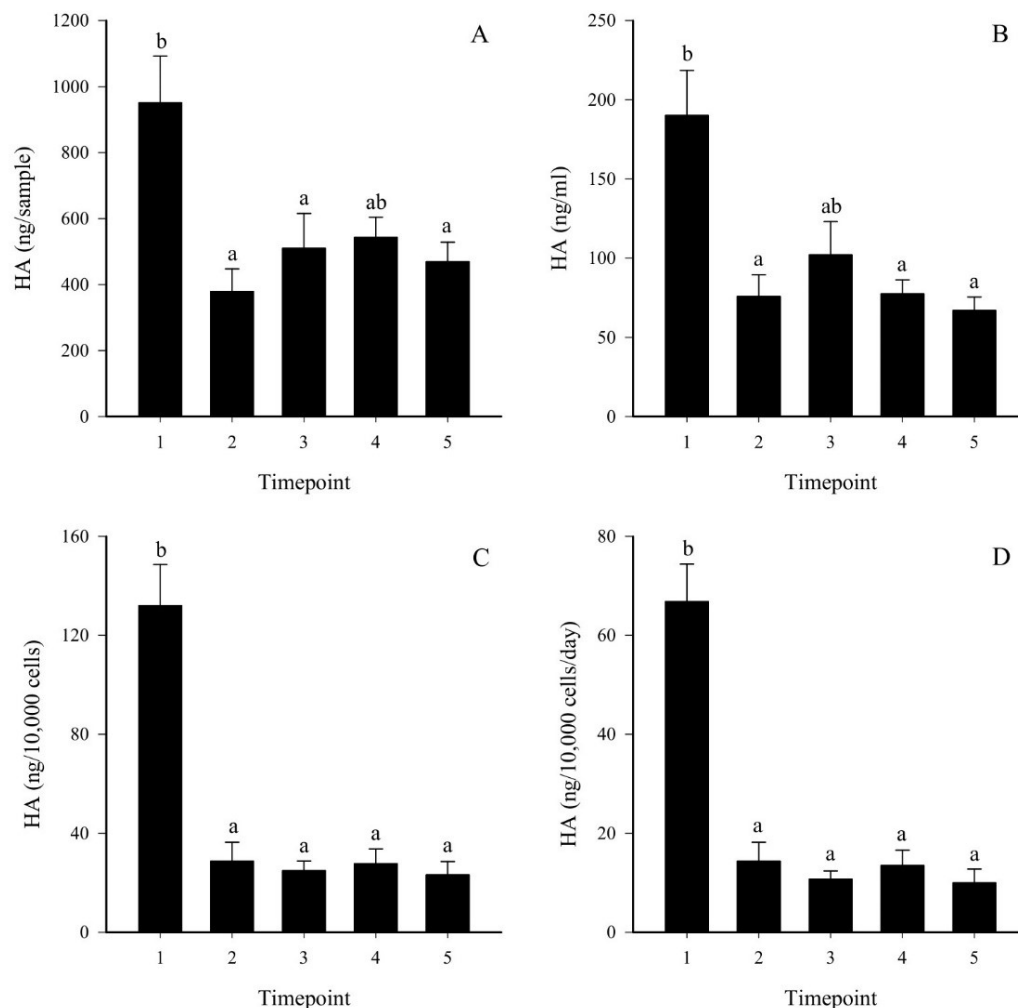 A
HA (ng/sample)
1200
1000
800
600
400
200
0
b
a
a
ab
a
1 2 3 4 5
Timepoint
B
HA (ng/ml)
250
200
150
100
50
0
b
a
ab
a
a
1 2 3 4 5
Timepoint
C
HA (ng/10,000 cells)
160
120
80
40
0
b
a
a
a
a
1 2 3 4 5
Timepoint
D
HA (ng/10,000 cells/day)
80
60
40
20
0
b
a
a
a
a
1 2 3 4 5
Timepoint